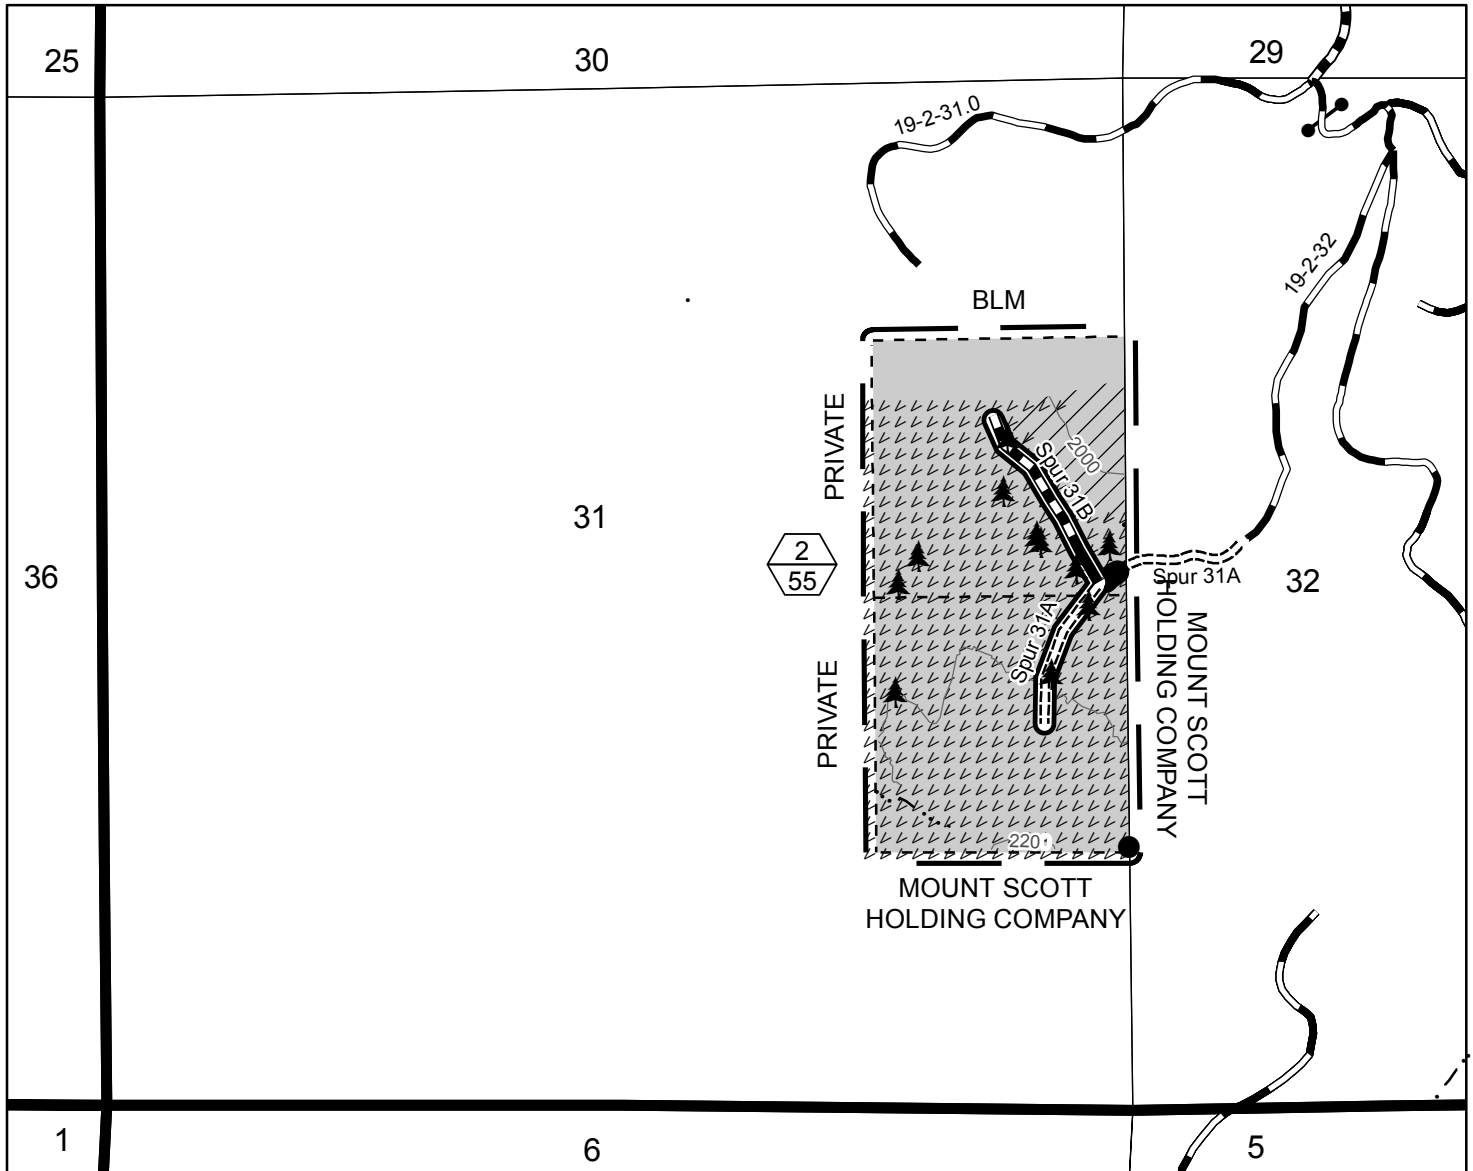 25
30
29
19-2-31.0
19-2-32
BLM
PRIVATE
2000
Spur 31B
31
2
55
36
Spur 31A
32
Spur 31A
PRIVATE
MOUNT SCOTT
HOLDING COMPANY
MOUNT SCOTT
HOLDING COMPANY
1
6
5